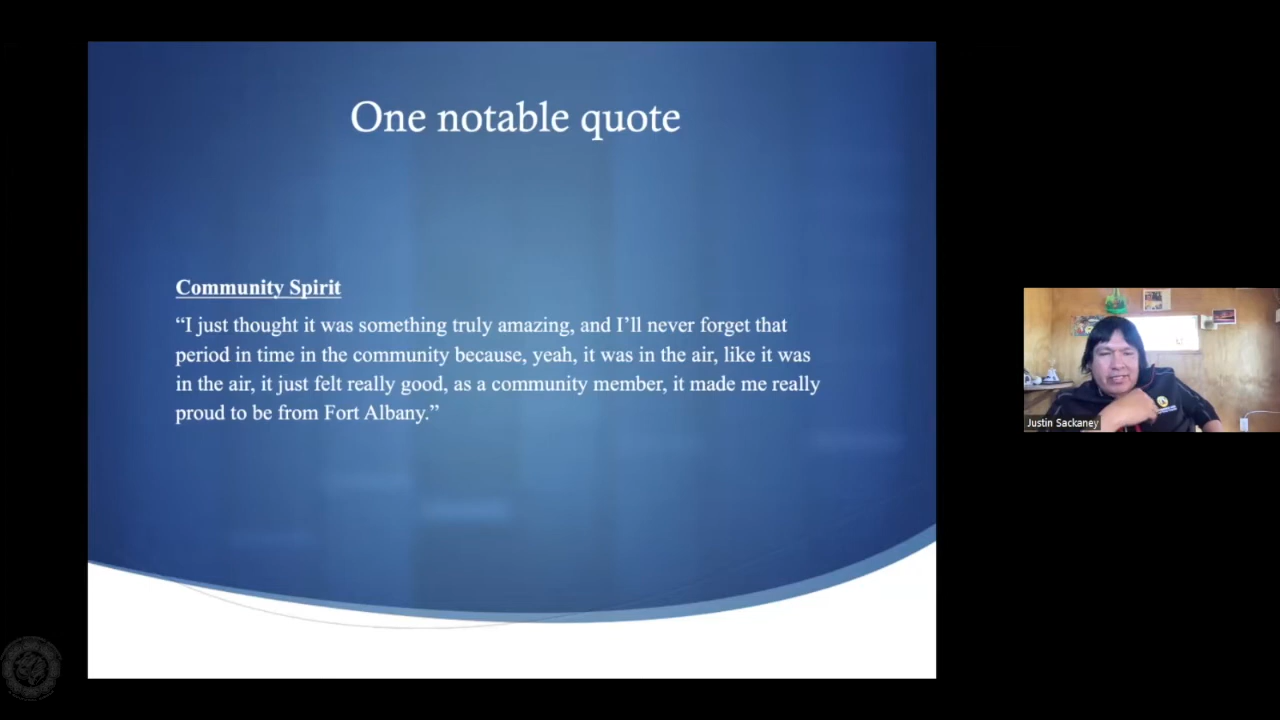 One notable quote
Community Spirit
“I just thought it was something truly amazing, and I’ll never forget that
period in time in the community because, yeah, it was in the air, like it was
in the air, it just felt really good, as a community member, it made me really
proud to be from Fort Albany.”
Justin Sackaney